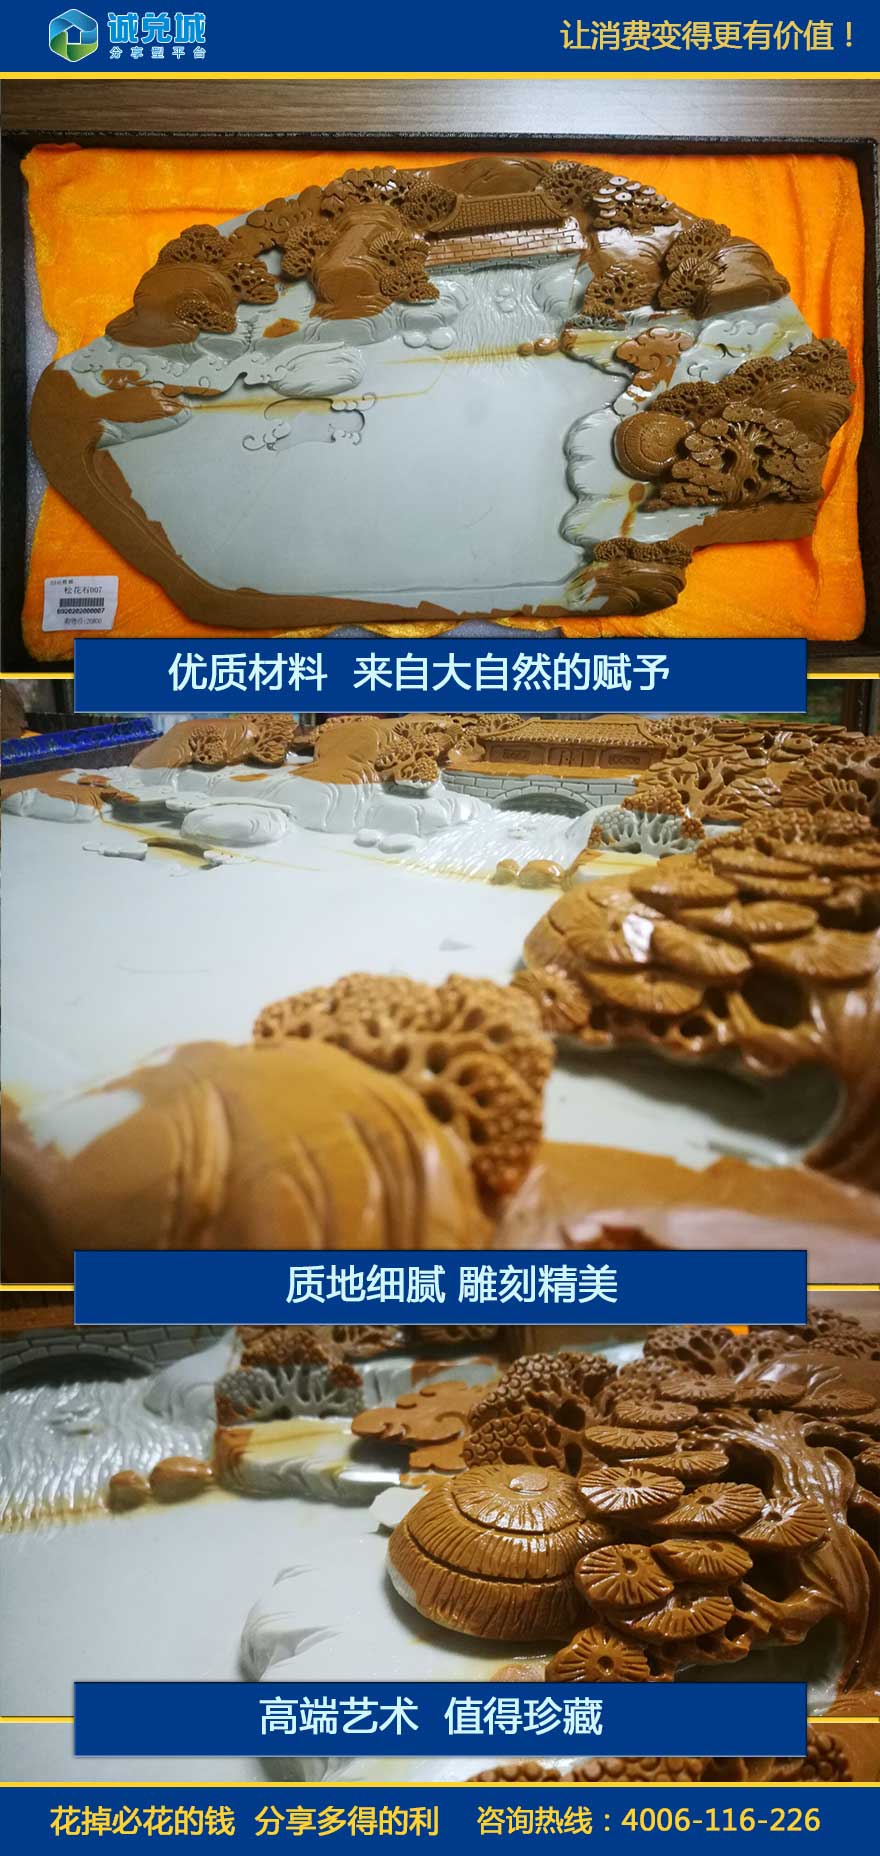 诚兑城
分享型平台
让消费变得更有价值！
松花石007
6920202000007
优质材料 来自大自然的赋予
质地细腻 雕刻精美
高端艺术 值得珍藏
花掉必花的钱 分享多得的利 咨询热线：4006-116-226